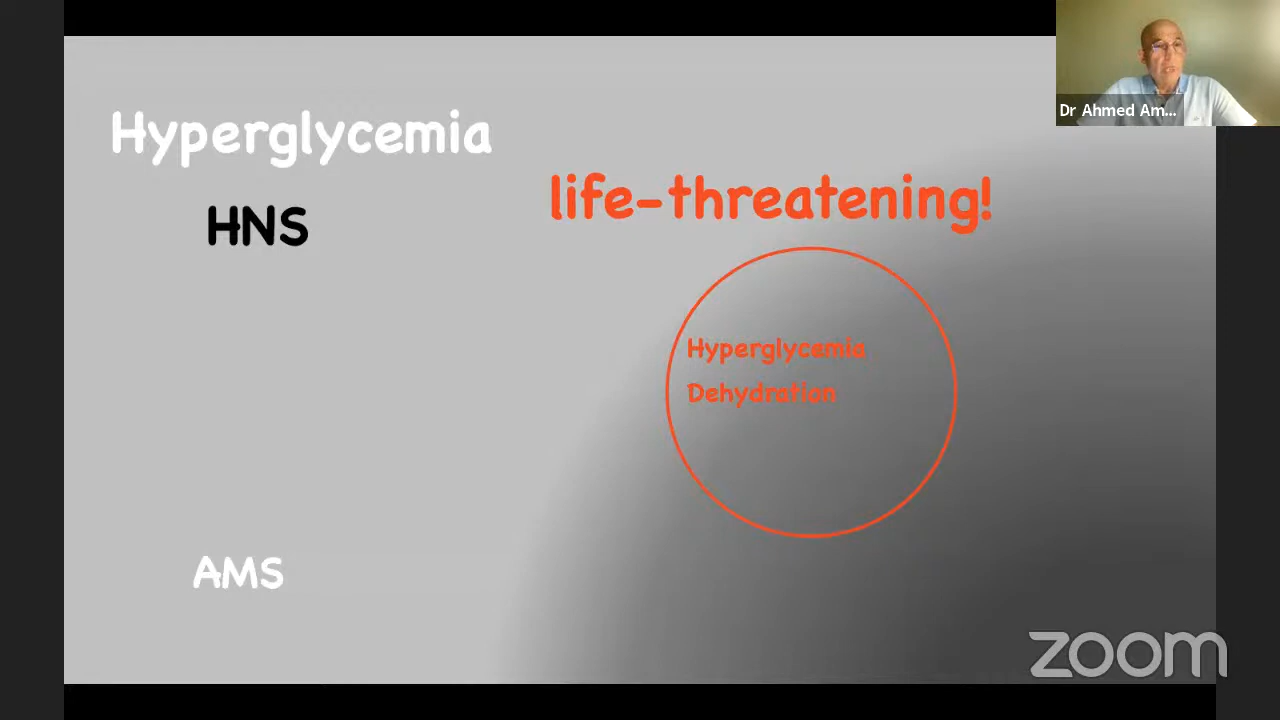 Dr Ahmed Am...
Hyperglycemia
life-threatening!
HNS
Hyperglycemia
Dehydration
AMS
zoom